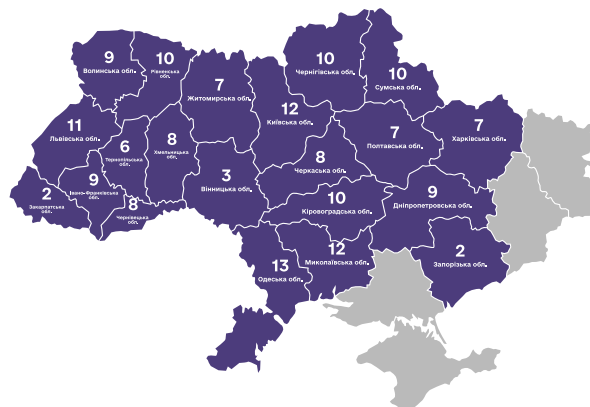 9
Волинська обл.
10
Рівненська
обл.
7
Житомирська обл.
10
Чернігівська обл.
10
Сумська обл.
12
Київська обл.
11
Львівська обл.
6
Тернопільська
обл.
8
Хмельницька
обл.
7
Полтавська обл.
7
Харківська обл.
3
Вінницька обл.
8
Черкаська обл.
2
Закарпатська
обл.
9
Івано-Франківська
обл.
8
Чернівецька
обл.
10
Кіровоградська обл.
9
Дніпропетровська обл.
13
Одеська обл.
12
Миколаївська обл.
2
Запорізька обл.